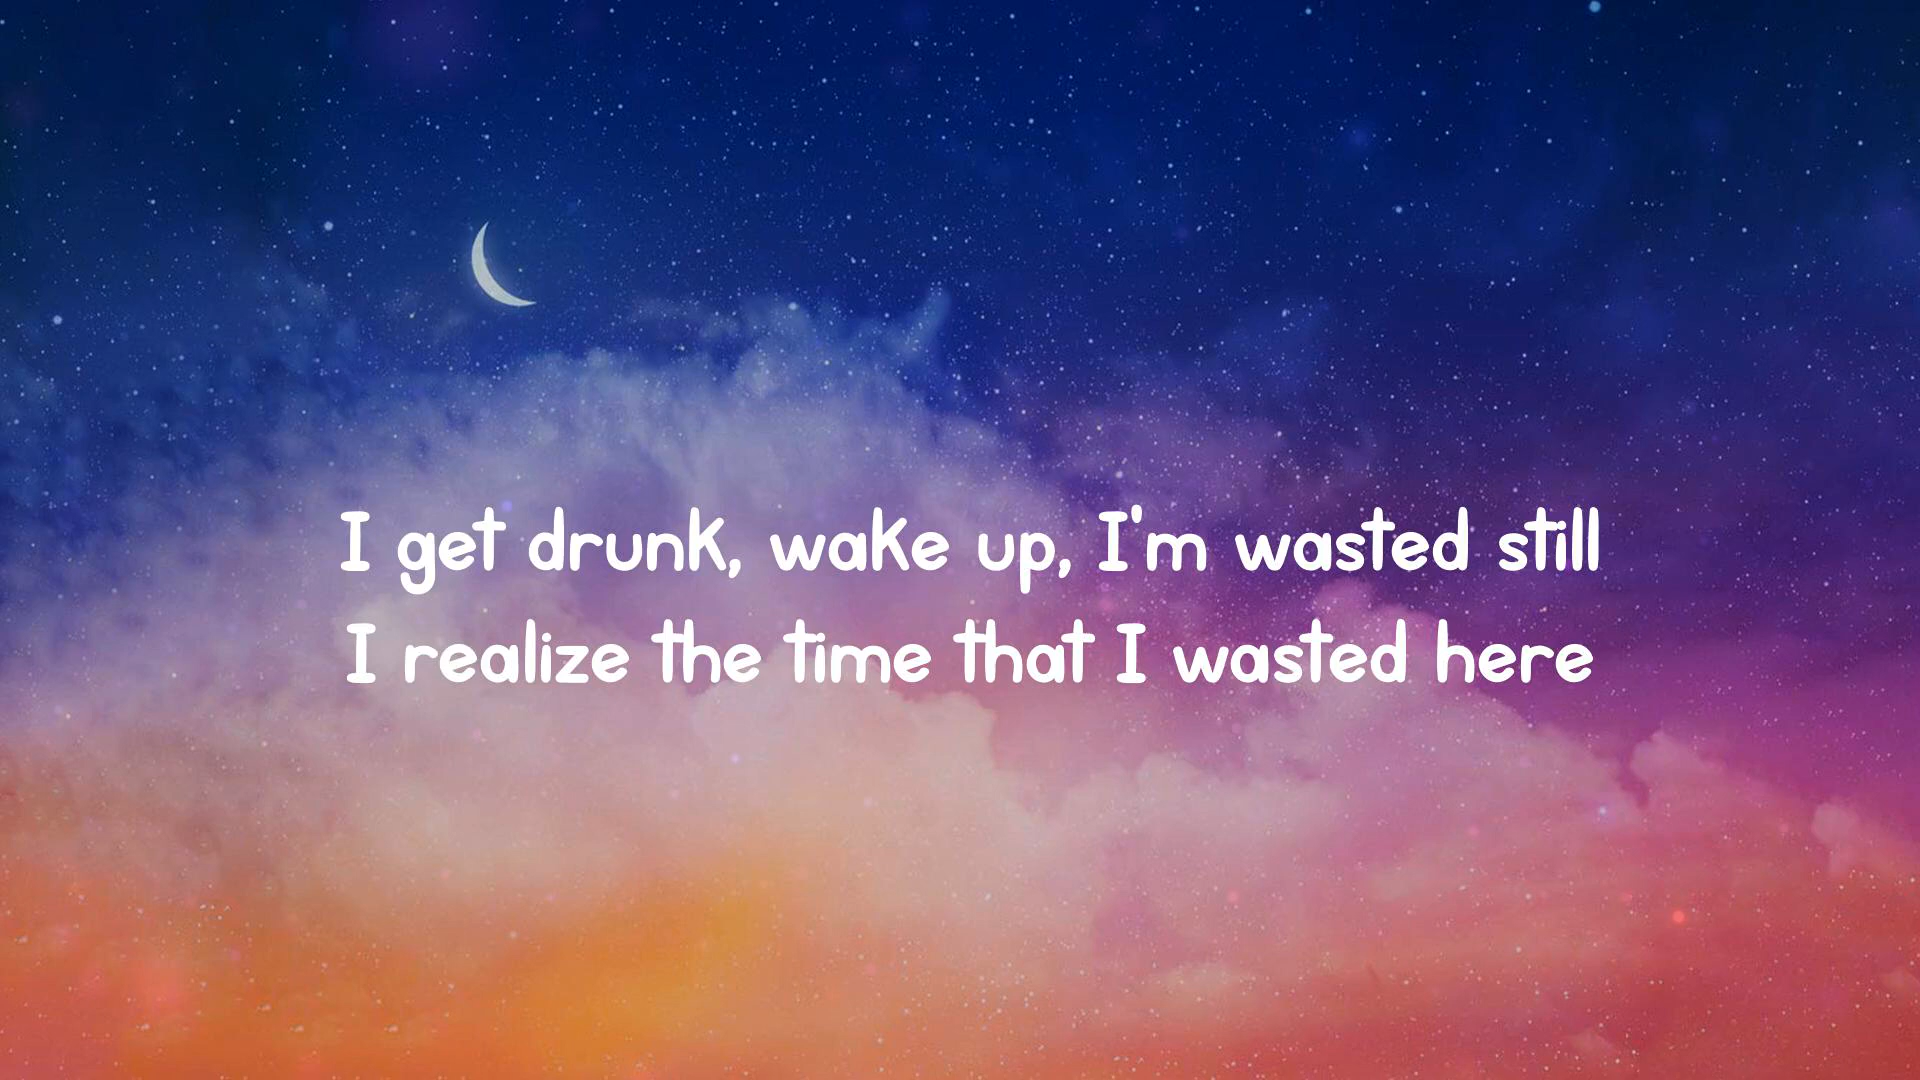 I get drunk, wake up, I'm wasted still
I realize the time that I wasted here